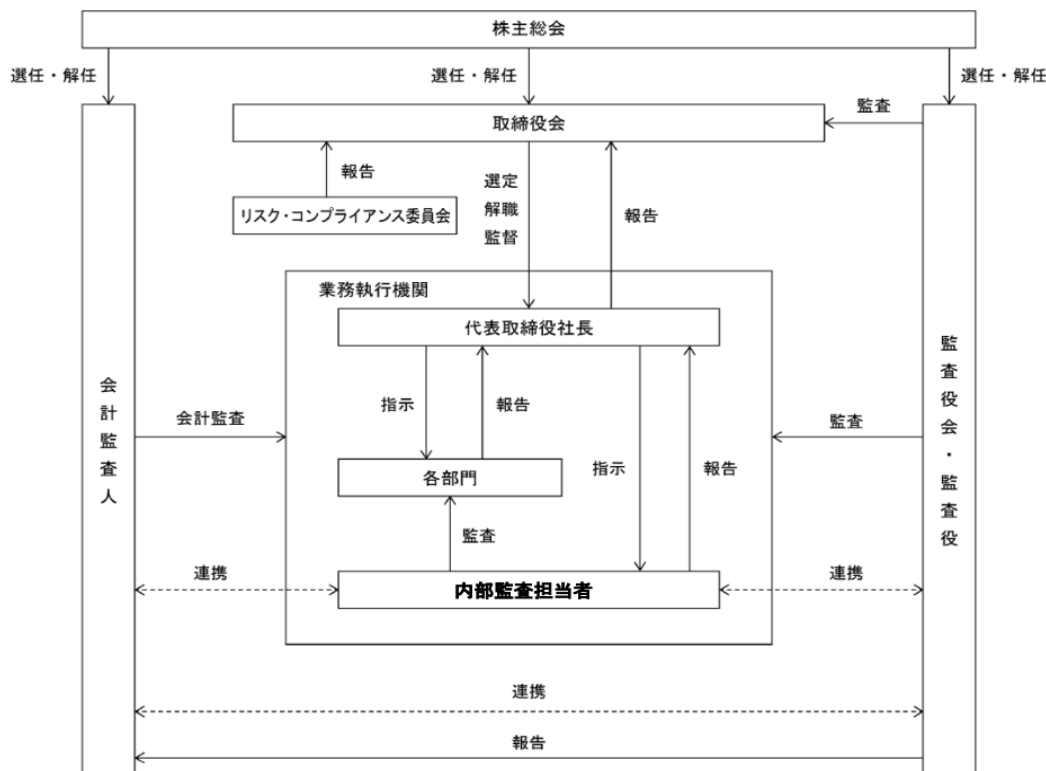 株主総会
選任・解任
選任・解任
選任・解任
取締役会
監査
報告
選定
解職
監督
報告
リスク・コンプライアンス委員会
業務執行機関
代表取締役社長
会計監査人
監査役会・監査役
指示
報告
会計監査
監査
各部門
指示
報告
監査
連携
内部監査担当者
連携
連携
報告